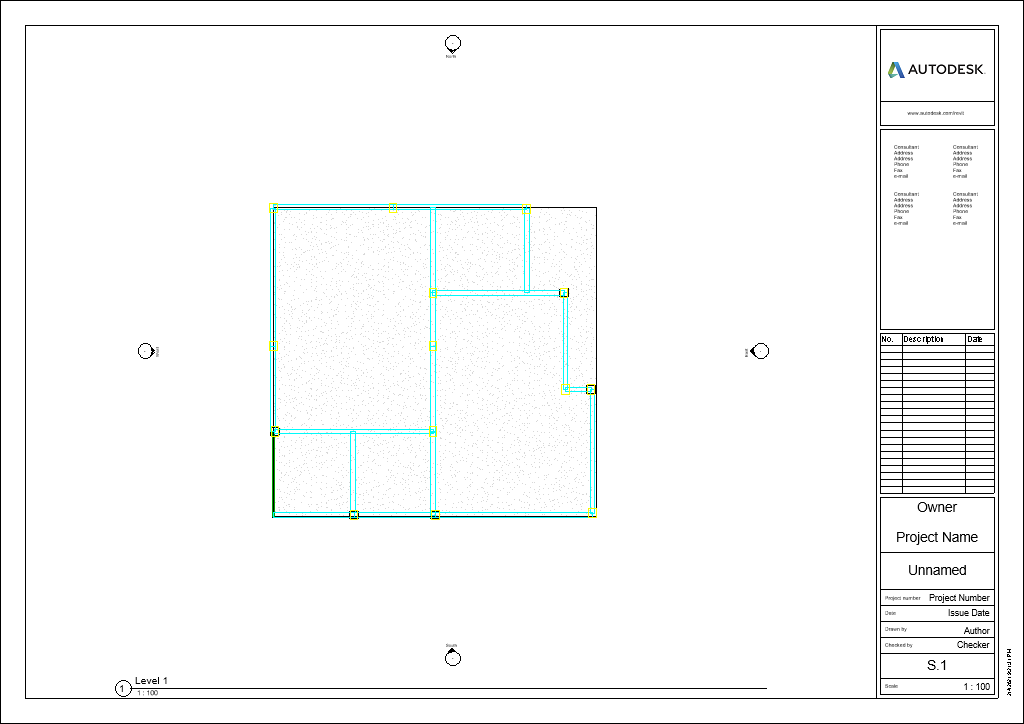 North
West
East
South
1
Level 1
1 : 100
AUTODESK.
www.autodesk.com/revit
Consultant
Address
Address
Phone
Fax
e-mail
Consultant
Address
Address
Phone
Fax
e-mail
Consultant
Address
Address
Phone
Fax
e-mail
Consultant
Address
Address
Phone
Fax
e-mail
No. Description Date
Owner
Project Name
Unnamed
Project number Project Number
Date Issue Date
Drawn by Author
Checked by Checker
S.1
Scale 1 : 100